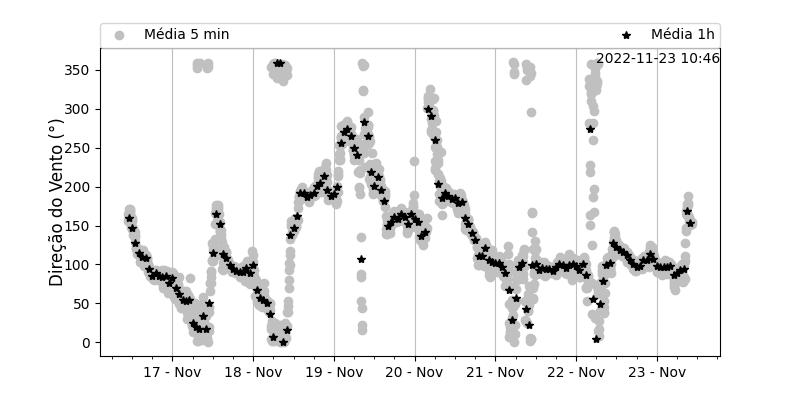 Média 5 min
Média 1h
2022-11-23 10:46
Direção do Vento (°)
350
300
250
200
150
100
50
0
17 - Nov
18 - Nov
19 - Nov
20 - Nov
21 - Nov
22 - Nov
23 - Nov